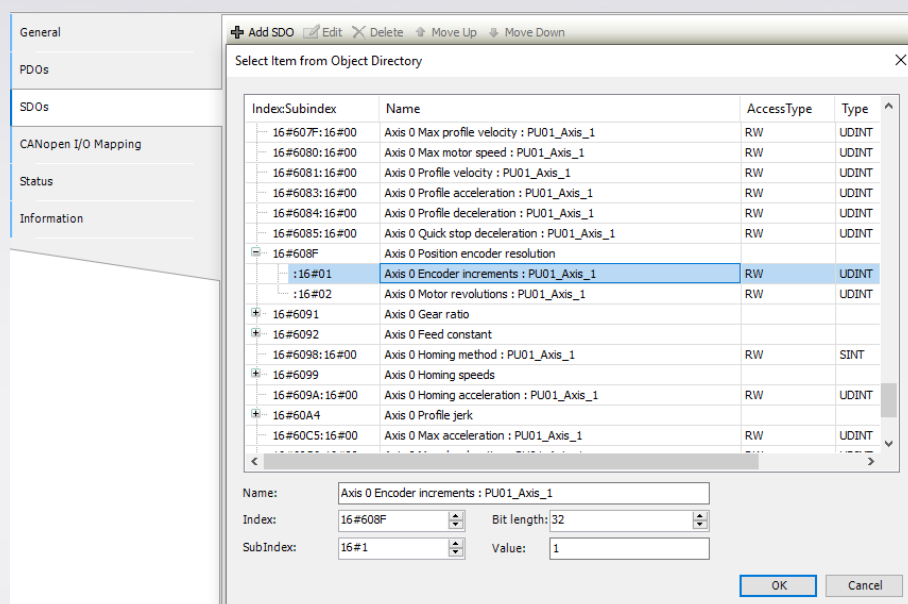 General
PDOs
SDOs
CANopen I/O Mapping
Status
Information
Add SDO Edit Delete Move Up Move Down
Select Item from Object Directory
Index:Subindex Name AccessType Type
16#607F:16#00 Axis 0 Max profile velocity : PU01_Axis_1 RW UDINT
16#6080:16#00 Axis 0 Max motor speed : PU01_Axis_1 RW UDINT
16#6081:16#00 Axis 0 Profile velocity : PU01_Axis_1 RW UDINT
16#6083:16#00 Axis 0 Profile acceleration : PU01_Axis_1 RW UDINT
16#6084:16#00 Axis 0 Profile deceleration : PU01_Axis_1 RW UDINT
16#6085:16#00 Axis 0 Quick stop deceleration : PU01_Axis_1 RW UDINT
16#608F Axis 0 Position encoder resolution
:16#01 Axis 0 Encoder increments : PU01_Axis_1 RW UDINT
:16#02 Axis 0 Motor revolutions : PU01_Axis_1 RW UDINT
16#6091 Axis 0 Gear ratio
16#6092 Axis 0 Feed constant
16#6098:16#00 Axis 0 Homing method : PU01_Axis_1 RW SINT
16#6099 Axis 0 Homing speeds
16#609A:16#00 Axis 0 Homing acceleration : PU01_Axis_1 RW UDINT
16#60A4 Axis 0 Profile jerk
16#60C5:16#00 Axis 0 Max acceleration : PU01_Axis_1 RW UDINT
Name: Axis 0 Encoder increments : PU01_Axis_1
Index: 16#608F Bit length: 32
SubIndex: 16#1 Value: 1
OK Cancel